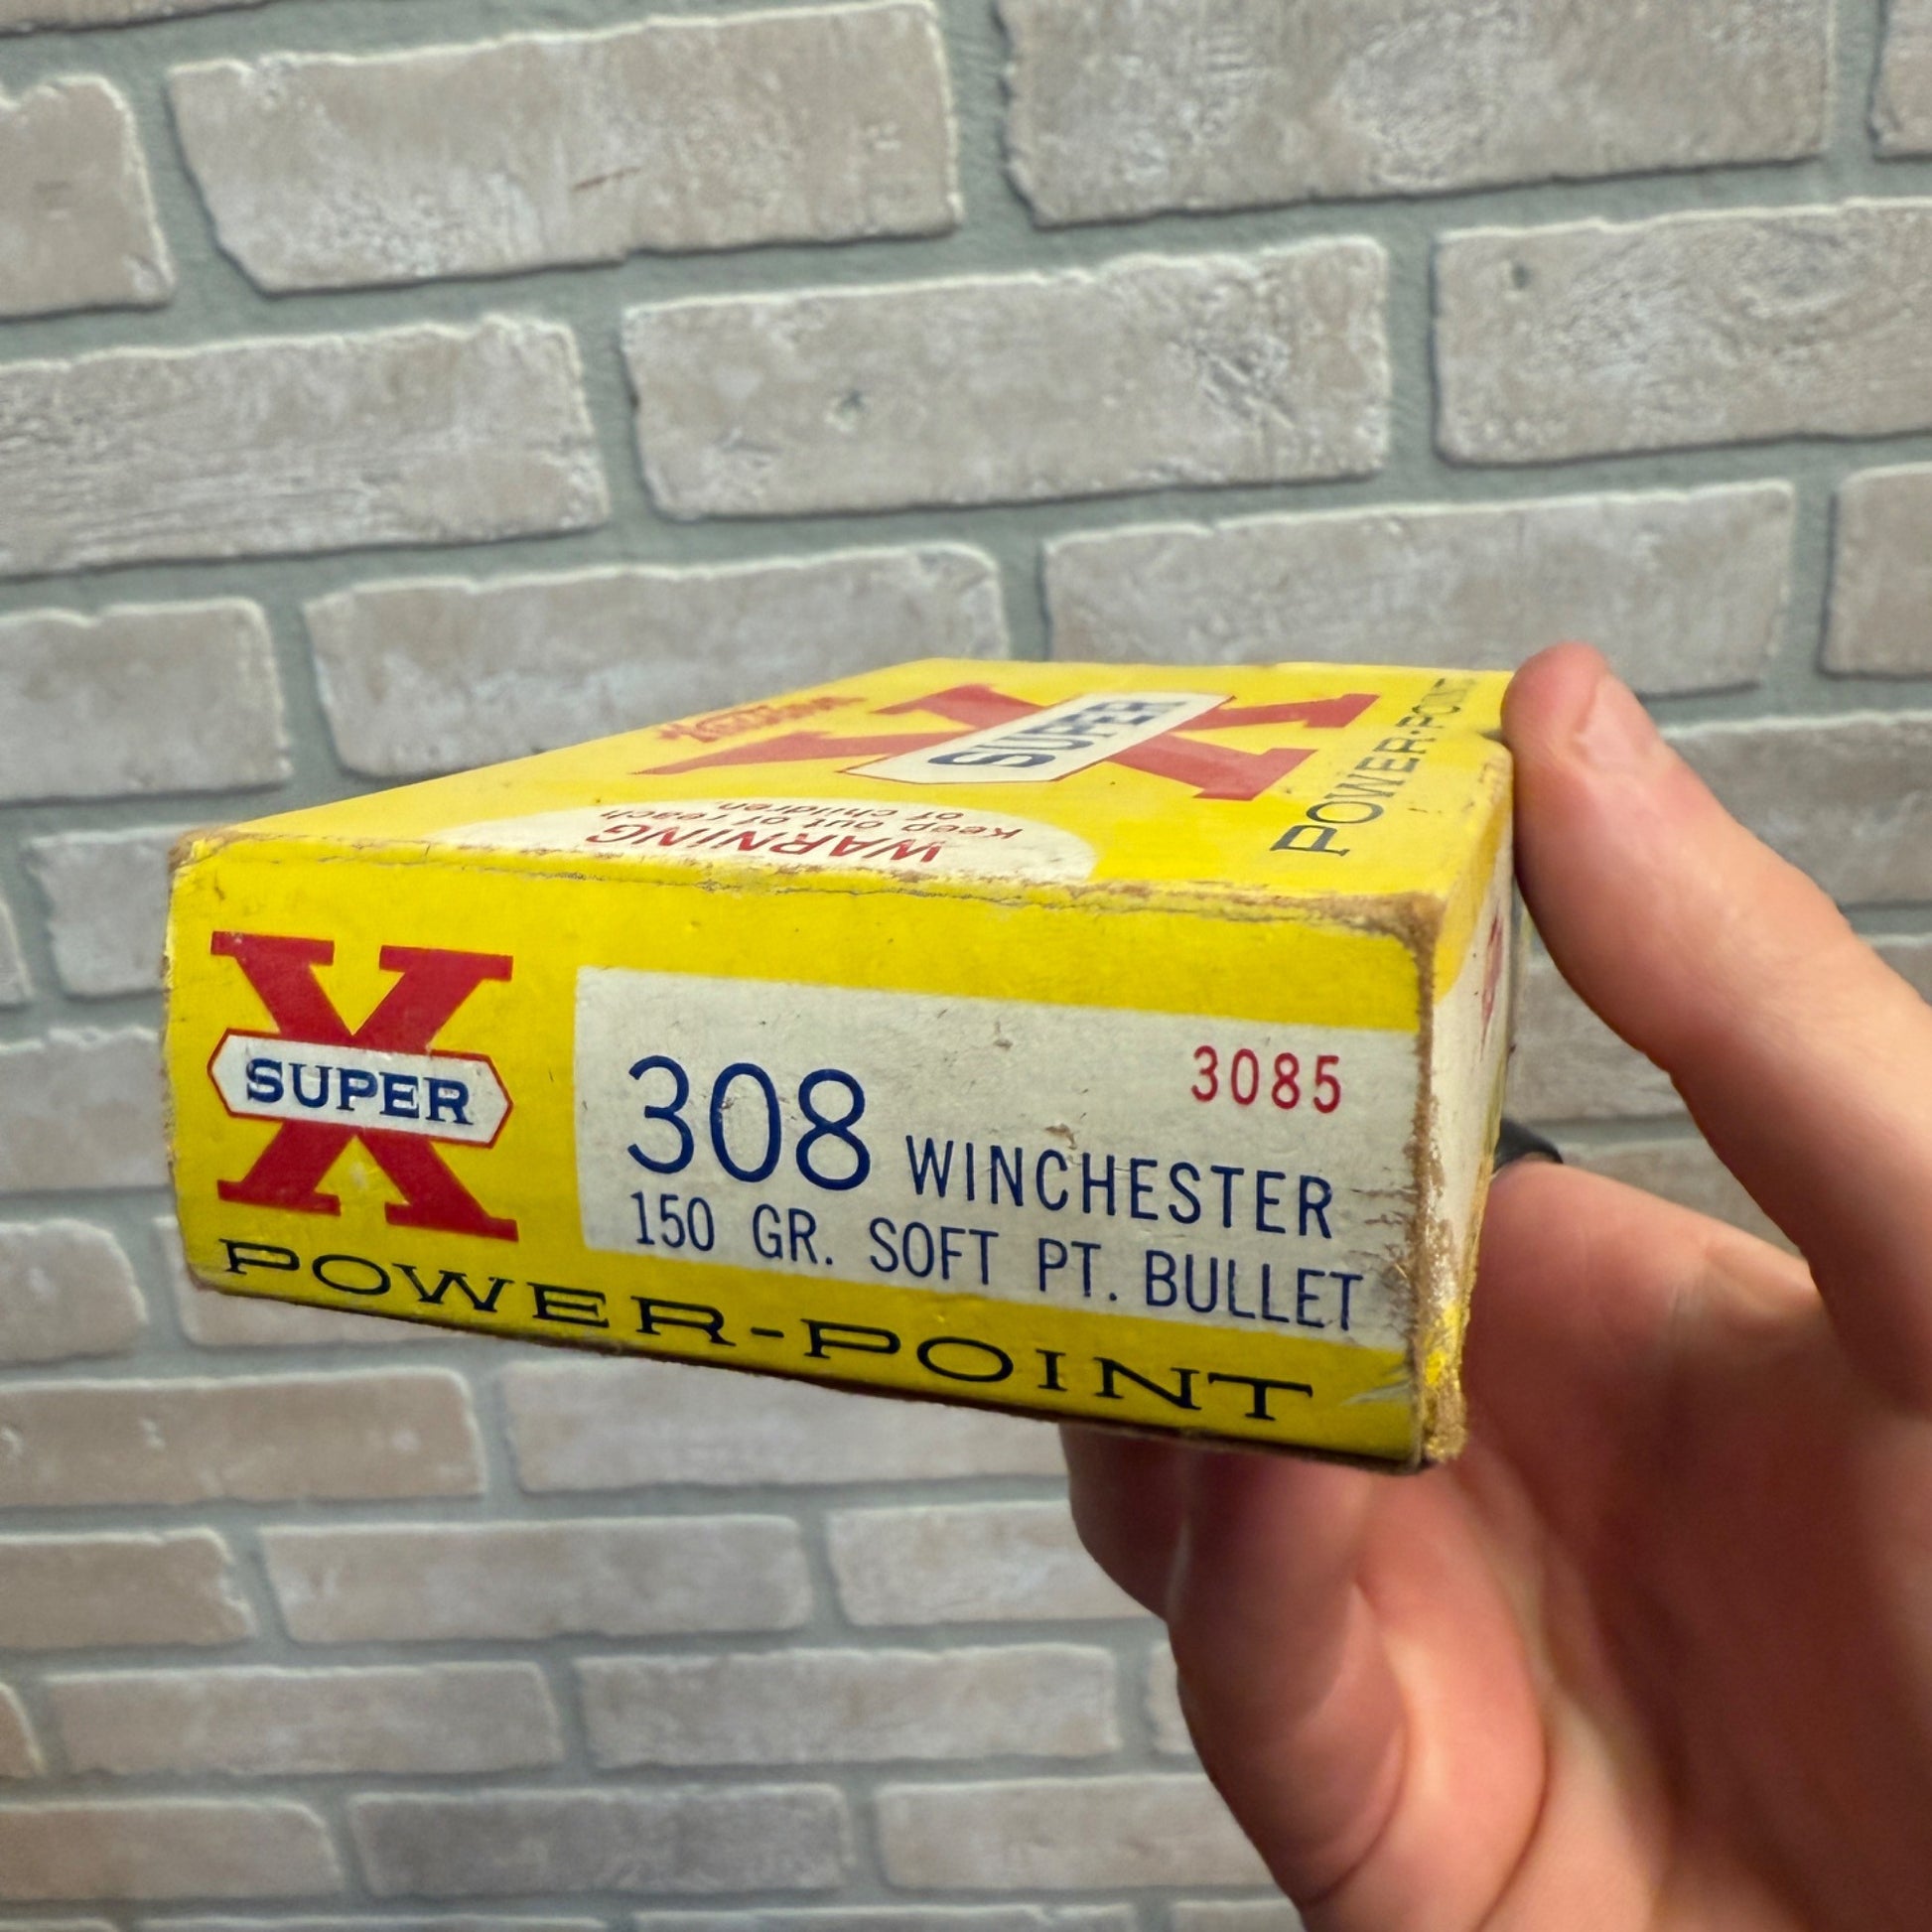 Western
SUPER
X
POWER-POINT
WARNING
Keep out of reach
of children
X
SUPER
3085
308 WINCHESTER
150 GR. SOFT PT. BULLET
POWER-POINT